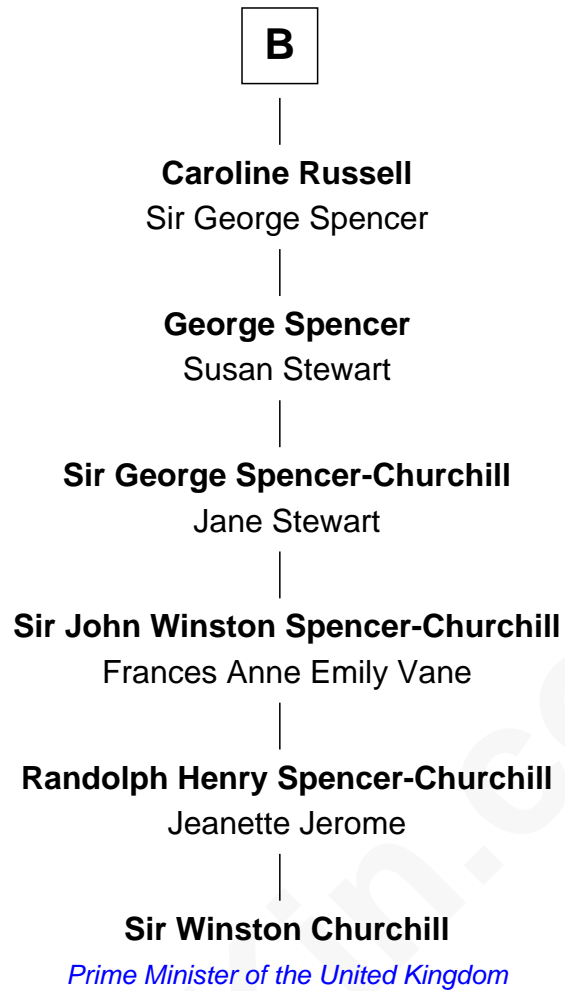 B
Caroline Russell
Sir George Spencer
George Spencer
Susan Stewart
Sir George Spencer-Churchill
Jane Stewart
Sir John Winston Spencer-Churchill
Frances Anne Emily Vane
Randolph Henry Spencer-Churchill
Jeanette Jerome
Sir Winston Churchill
Prime Minister of the United Kingdom